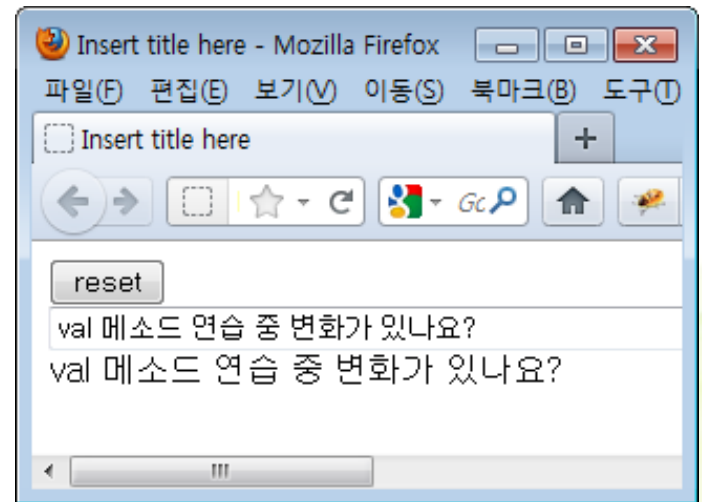 Insert title here - Mozilla Firefox
파일(F) 편집(E) 보기(V) 이동(S) 북마크(B) 도구(T)
Insert title here +
Gc
reset
val 메소드 연습 중 변화가 있나요?
val 메소드 연습 중 변화가 있나요?